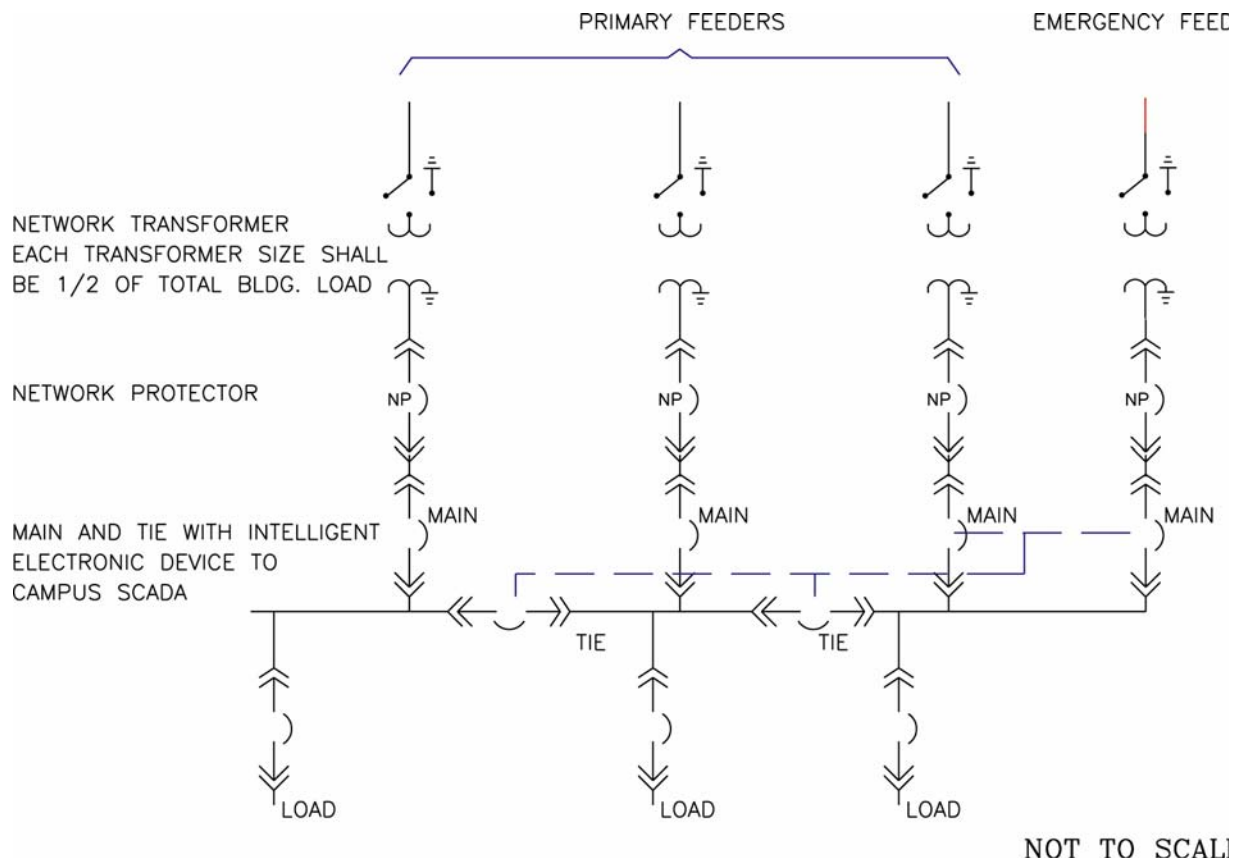 PRIMARY FEEDERS
EMERGENCY FEED
NETWORK TRANSFORMER
EACH TRANSFORMER SIZE SHALL
BE 1/2 OF TOTAL BLDG. LOAD
NETWORK PROTECTOR
NP
NP
NP
NP
MAIN
MAIN
MAIN
MAIN
MAIN AND TIE WITH INTELLIGENT
ELECTRONIC DEVICE TO
CAMPUS SCADA
TIE
TIE
LOAD
LOAD
LOAD
NOT TO SCAL